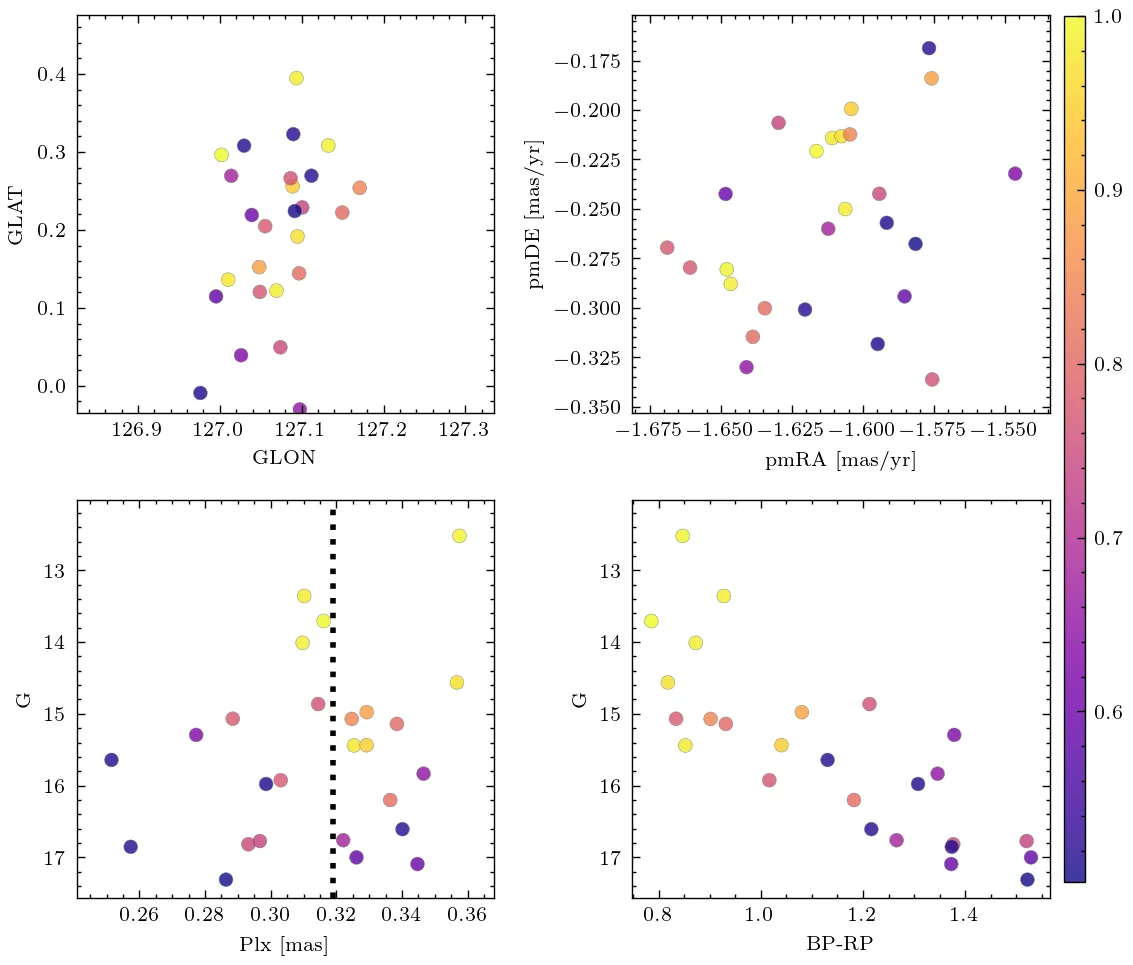 0.4
0.3
0.2
0.1
0.0
GLAT
126.9 127.0 127.1 127.2 127.3
GLON
−0.175
−0.200
−0.225
−0.250
−0.275
−0.300
−0.325
−0.350
pmDE [mas/yr]
−1.675 −1.650 −1.625 −1.600 −1.575 −1.550
pmRA [mas/yr]
1.0
0.9
0.8
0.7
0.6
13
14
15
16
17
G
0.26 0.28 0.30 0.32 0.34 0.36
Plx [mas]
13
14
15
16
17
G
0.8 1.0 1.2 1.4
BP-RP